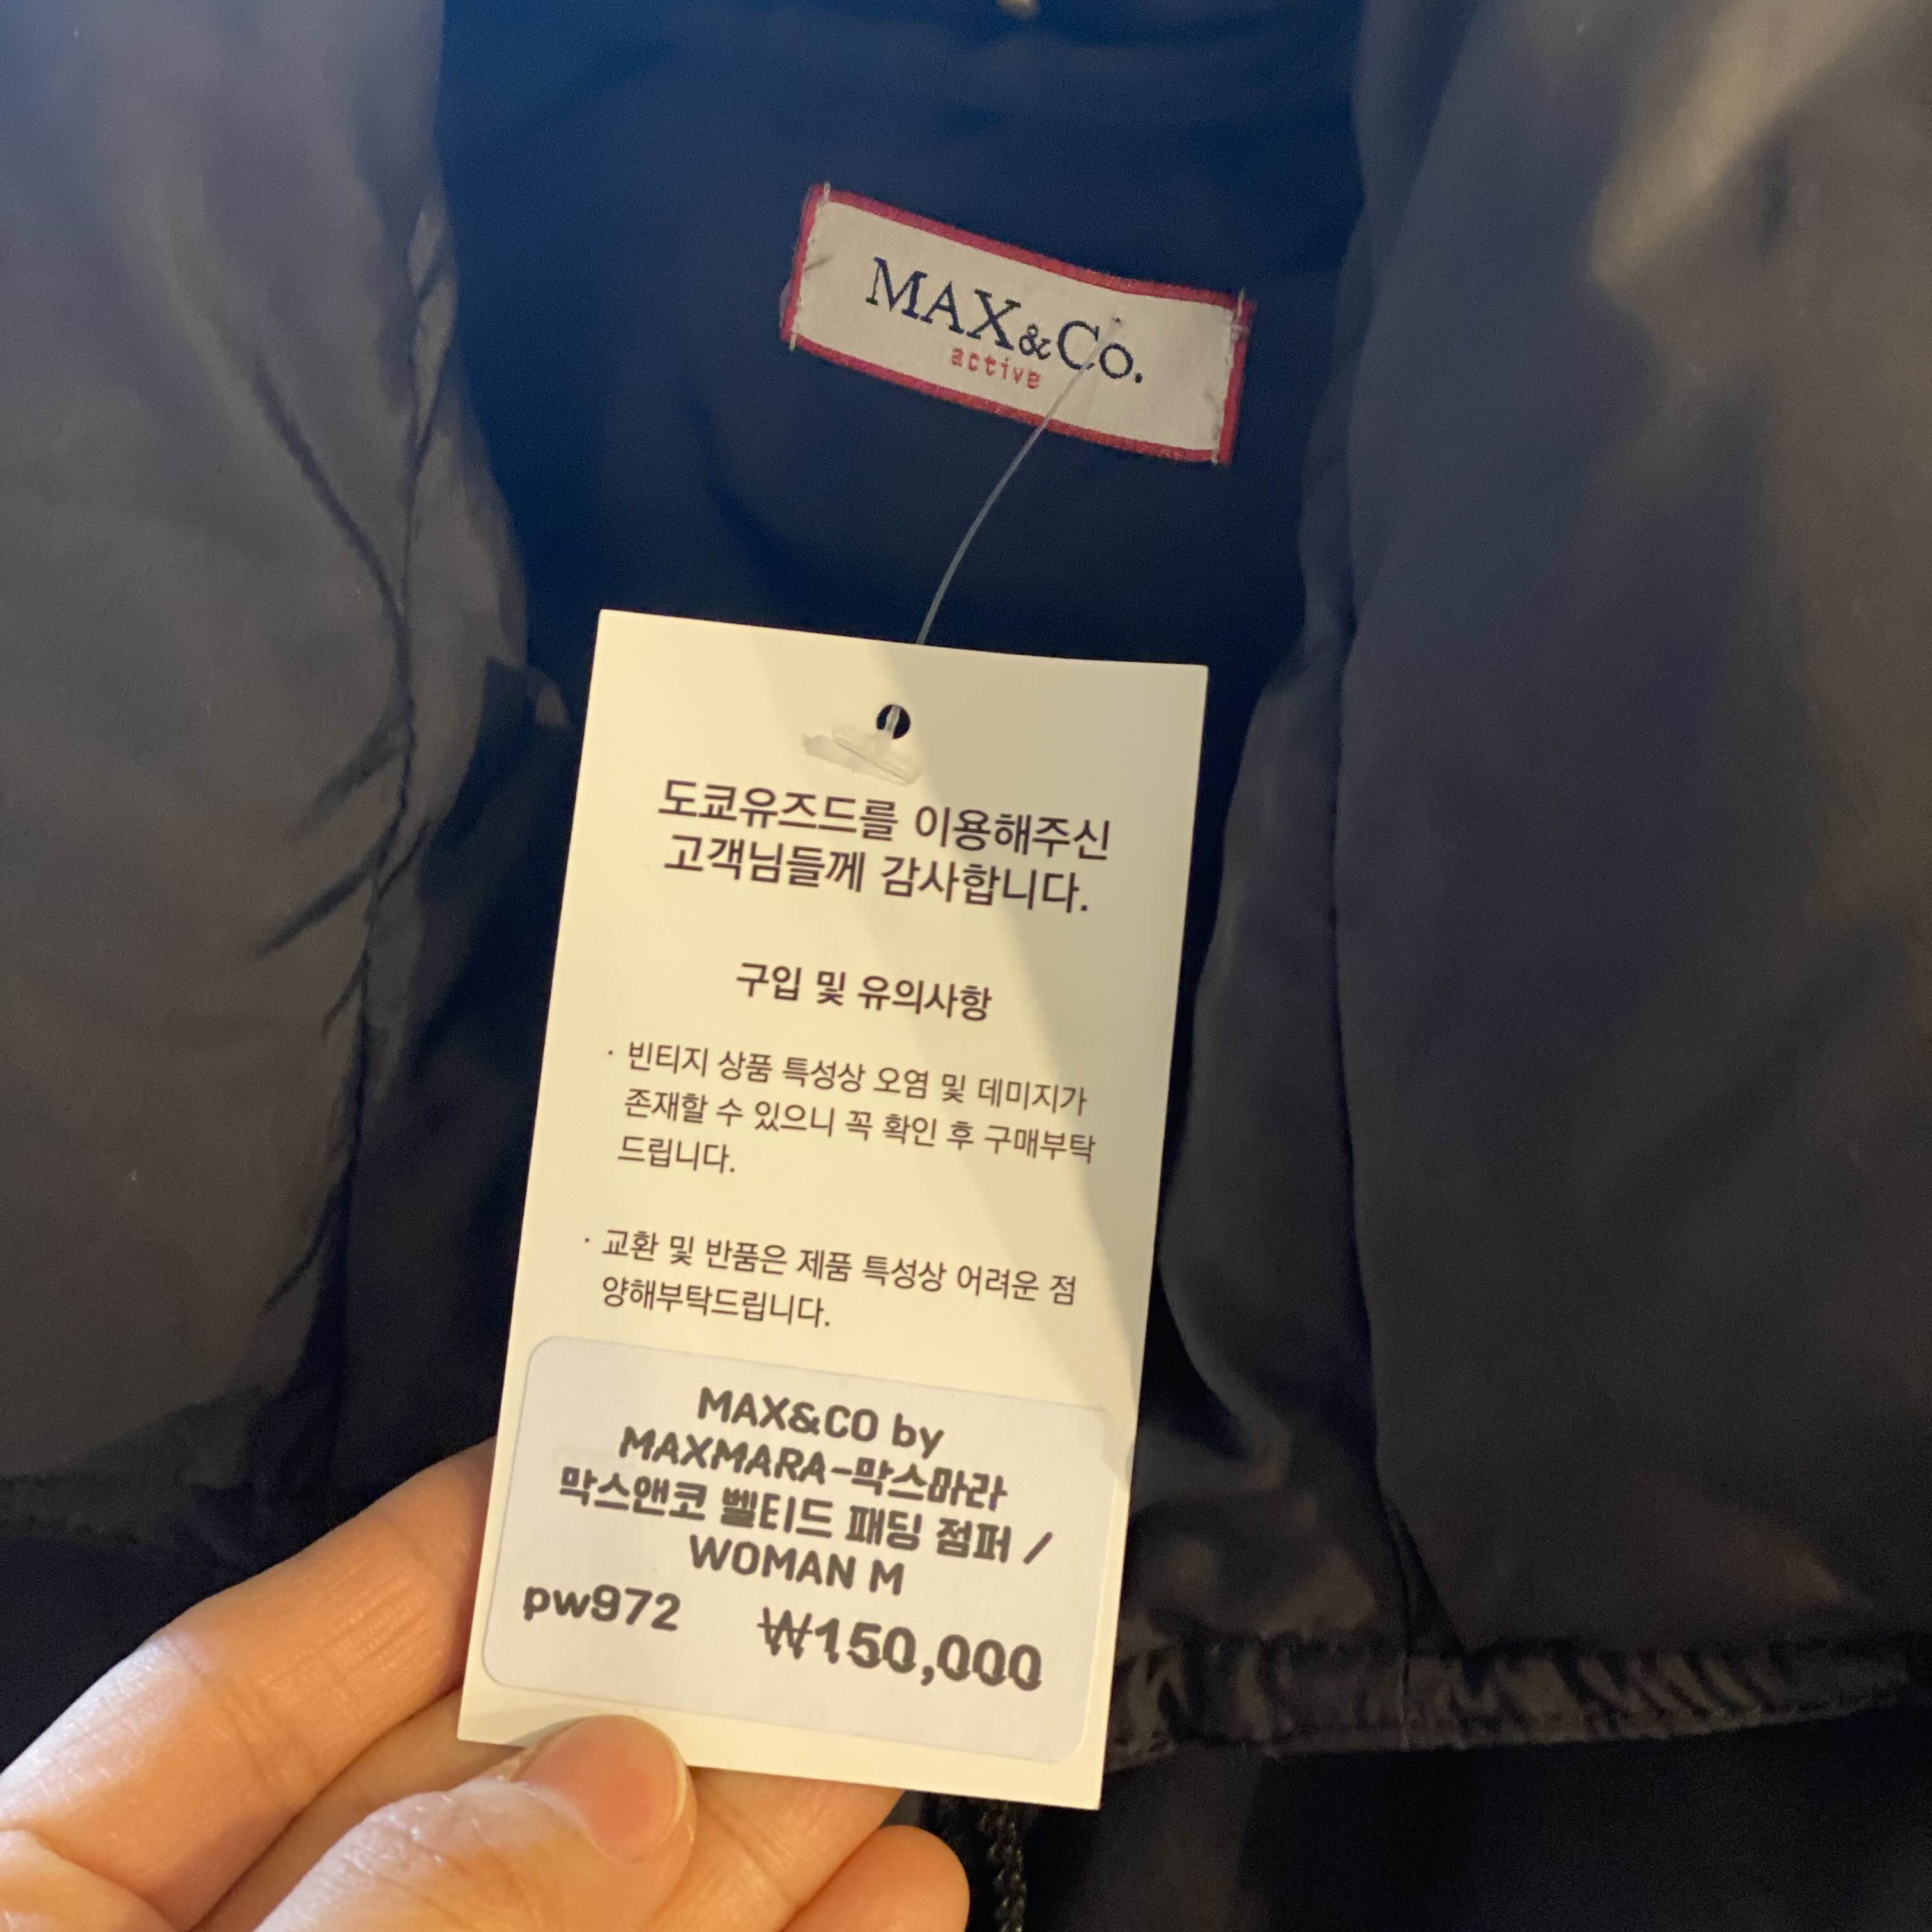 MAX&Co.
active
도쿄유즈드를 이용해주신
고객님들께 감사합니다.
구입 및 유의사항
· 빈티지 상품 특성상 오염 및 데미지가
존재할 수 있으니 꼭 확인 후 구매부탁
드립니다.
· 교환 및 반품은 제품 특성상 어려운 점
양해부탁드립니다.
MAX&CO by
MAXMARA-막스마라
막스앤코 벨티드 패딩 점퍼 /
WOMAN M
pw972 ₩150,000